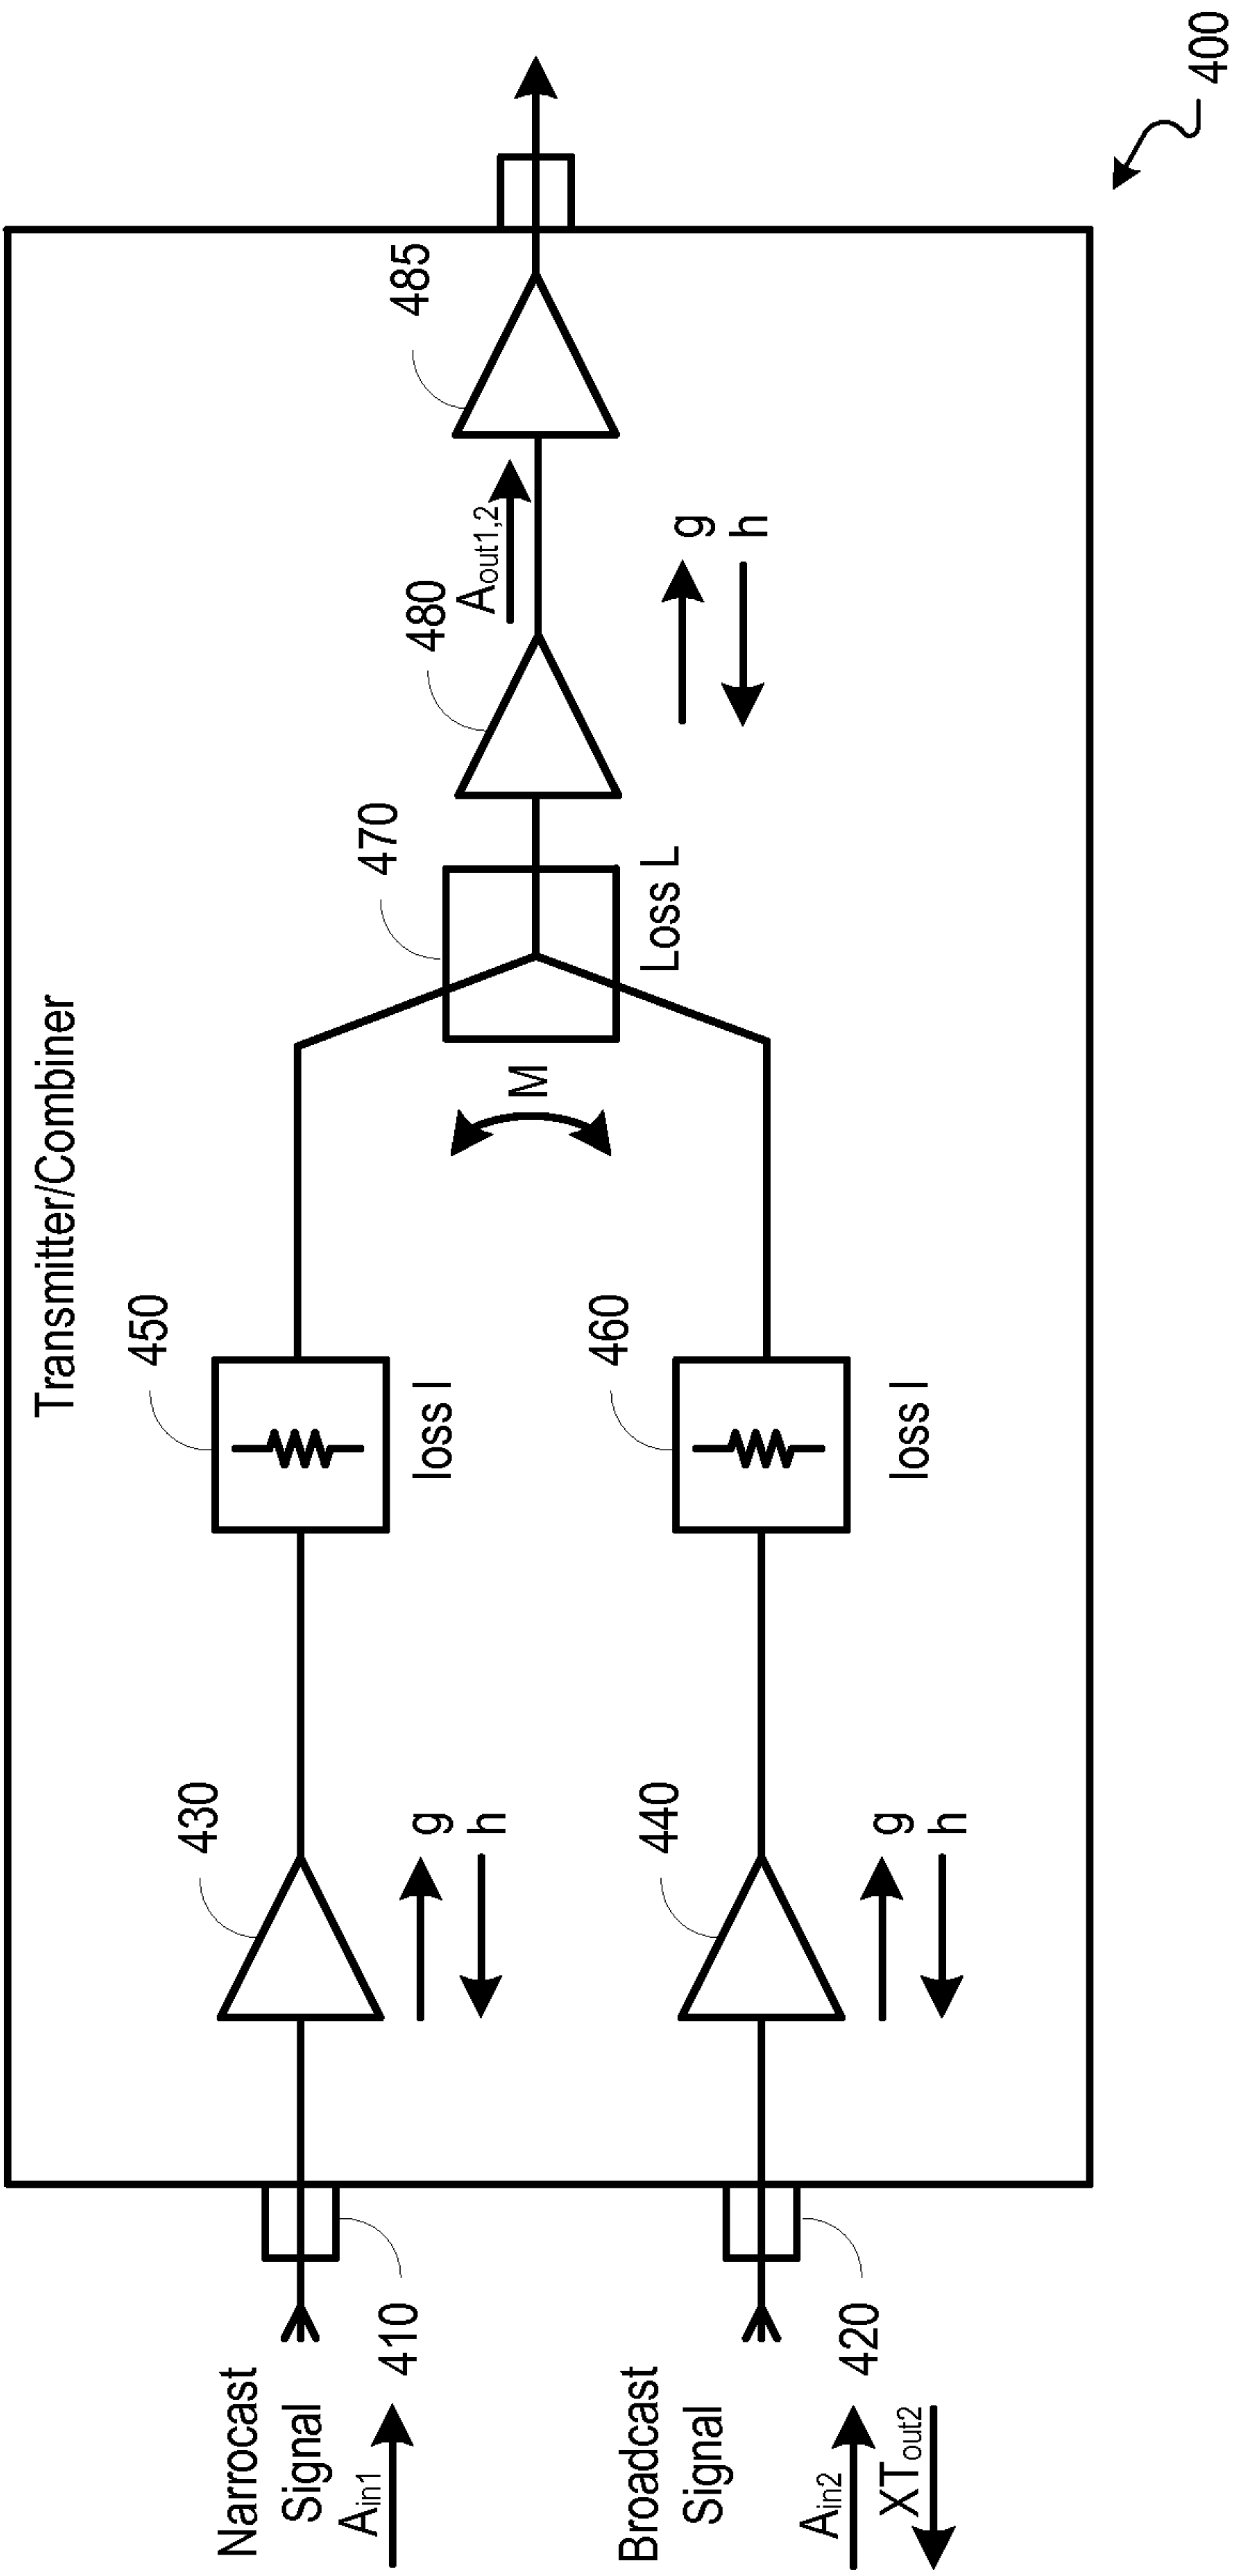 Transmitter/Combiner
Narrocast
Signal
Ain1
410
430
g
h
450
loss l
Broadcast
Signal
Ain2
XTout2
420
440
g
h
460
loss l
M
470
Loss L
480
Aout1,2
g
h
485
400